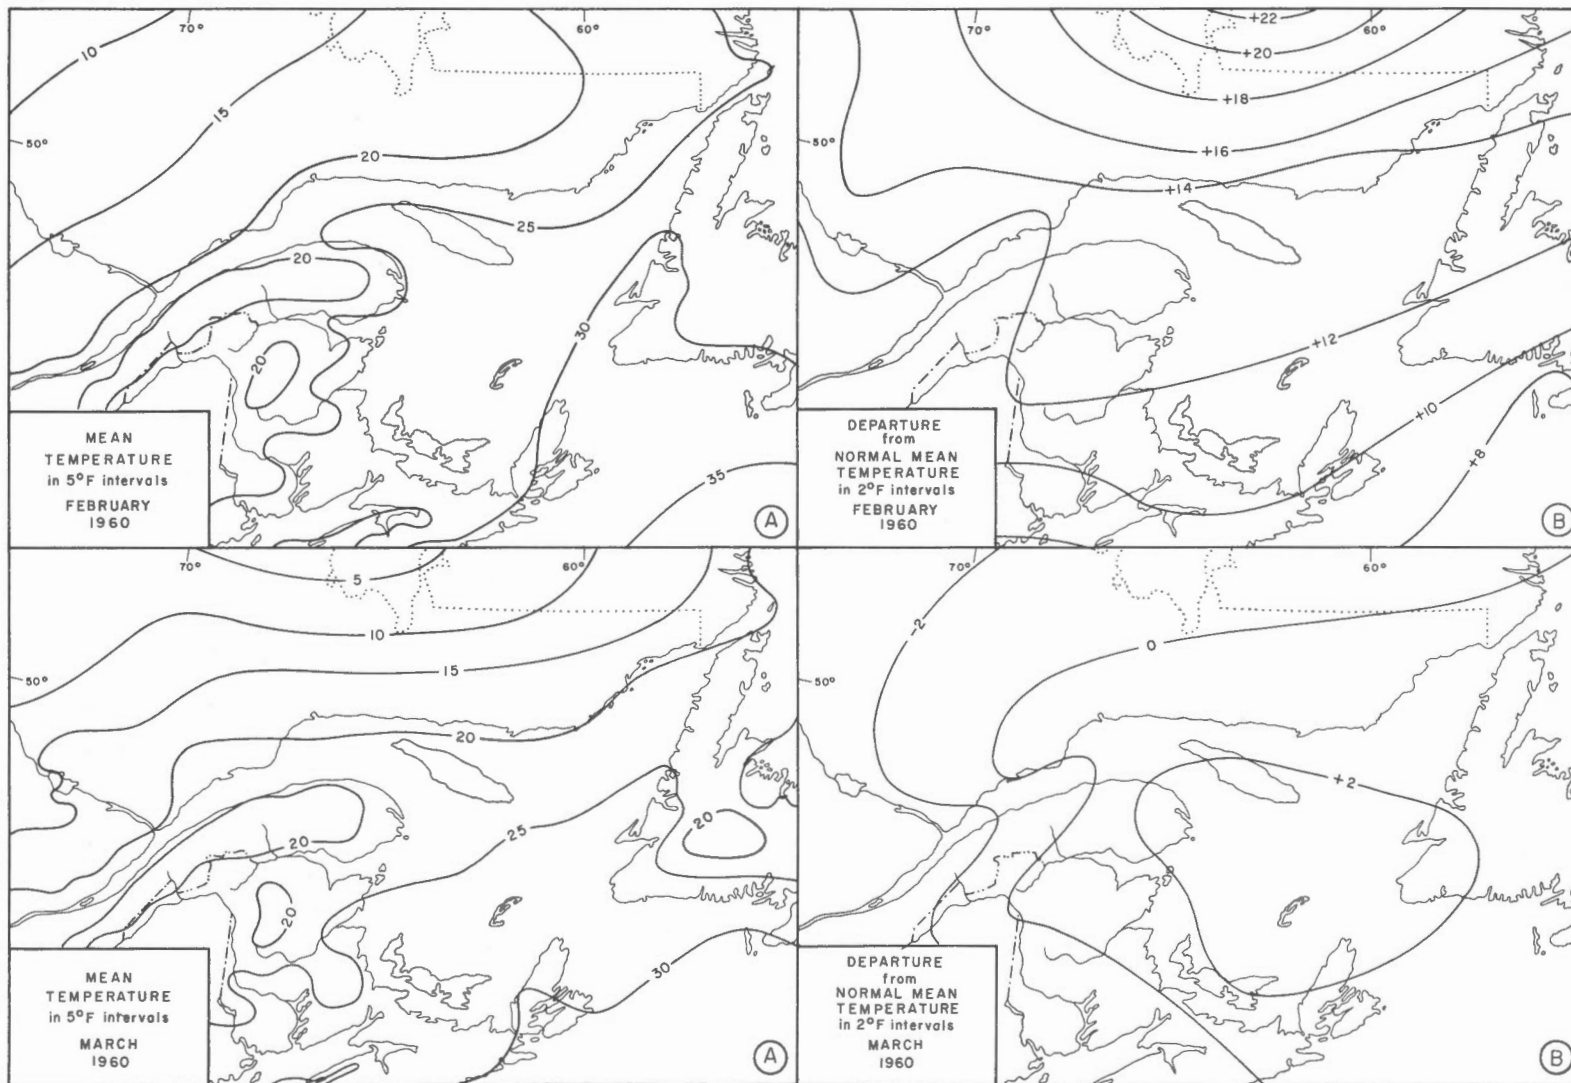 70°
60°
10
15
50°
20
25
20
30
20
35
MEAN
TEMPERATURE
in 5°F intervals
FEBRUARY
1960
A
70°
60°
+22
+20
+18
+16
50°
+14
+12
+10
+8
DEPARTURE
from
NORMAL MEAN
TEMPERATURE
in 2°F intervals
FEBRUARY
1960
B
70°
60°
5
10
15
50°
20
25
20
20
20
30
MEAN
TEMPERATURE
in 5°F intervals
MARCH
1960
A
70°
60°
-2
0
50°
+2
DEPARTURE
from
NORMAL MEAN
TEMPERATURE
in 2°F intervals
MARCH
1960
B